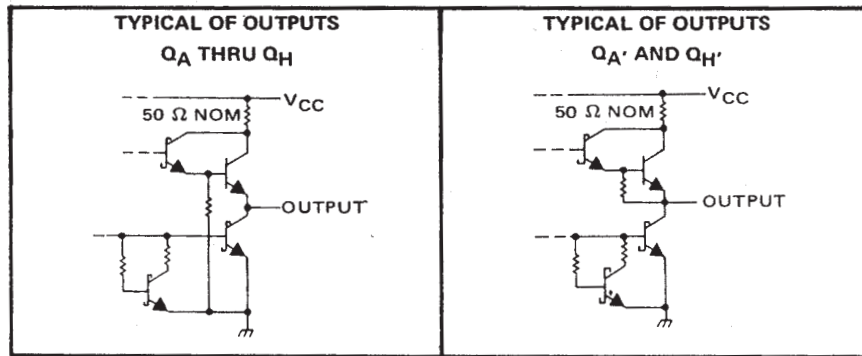 TYPICAL OF OUTPUTS
QA THRU QH
VCC
50 Ω NOM
OUTPUT
TYPICAL OF OUTPUTS
QA' AND QH'
VCC
50 Ω NOM
OUTPUT